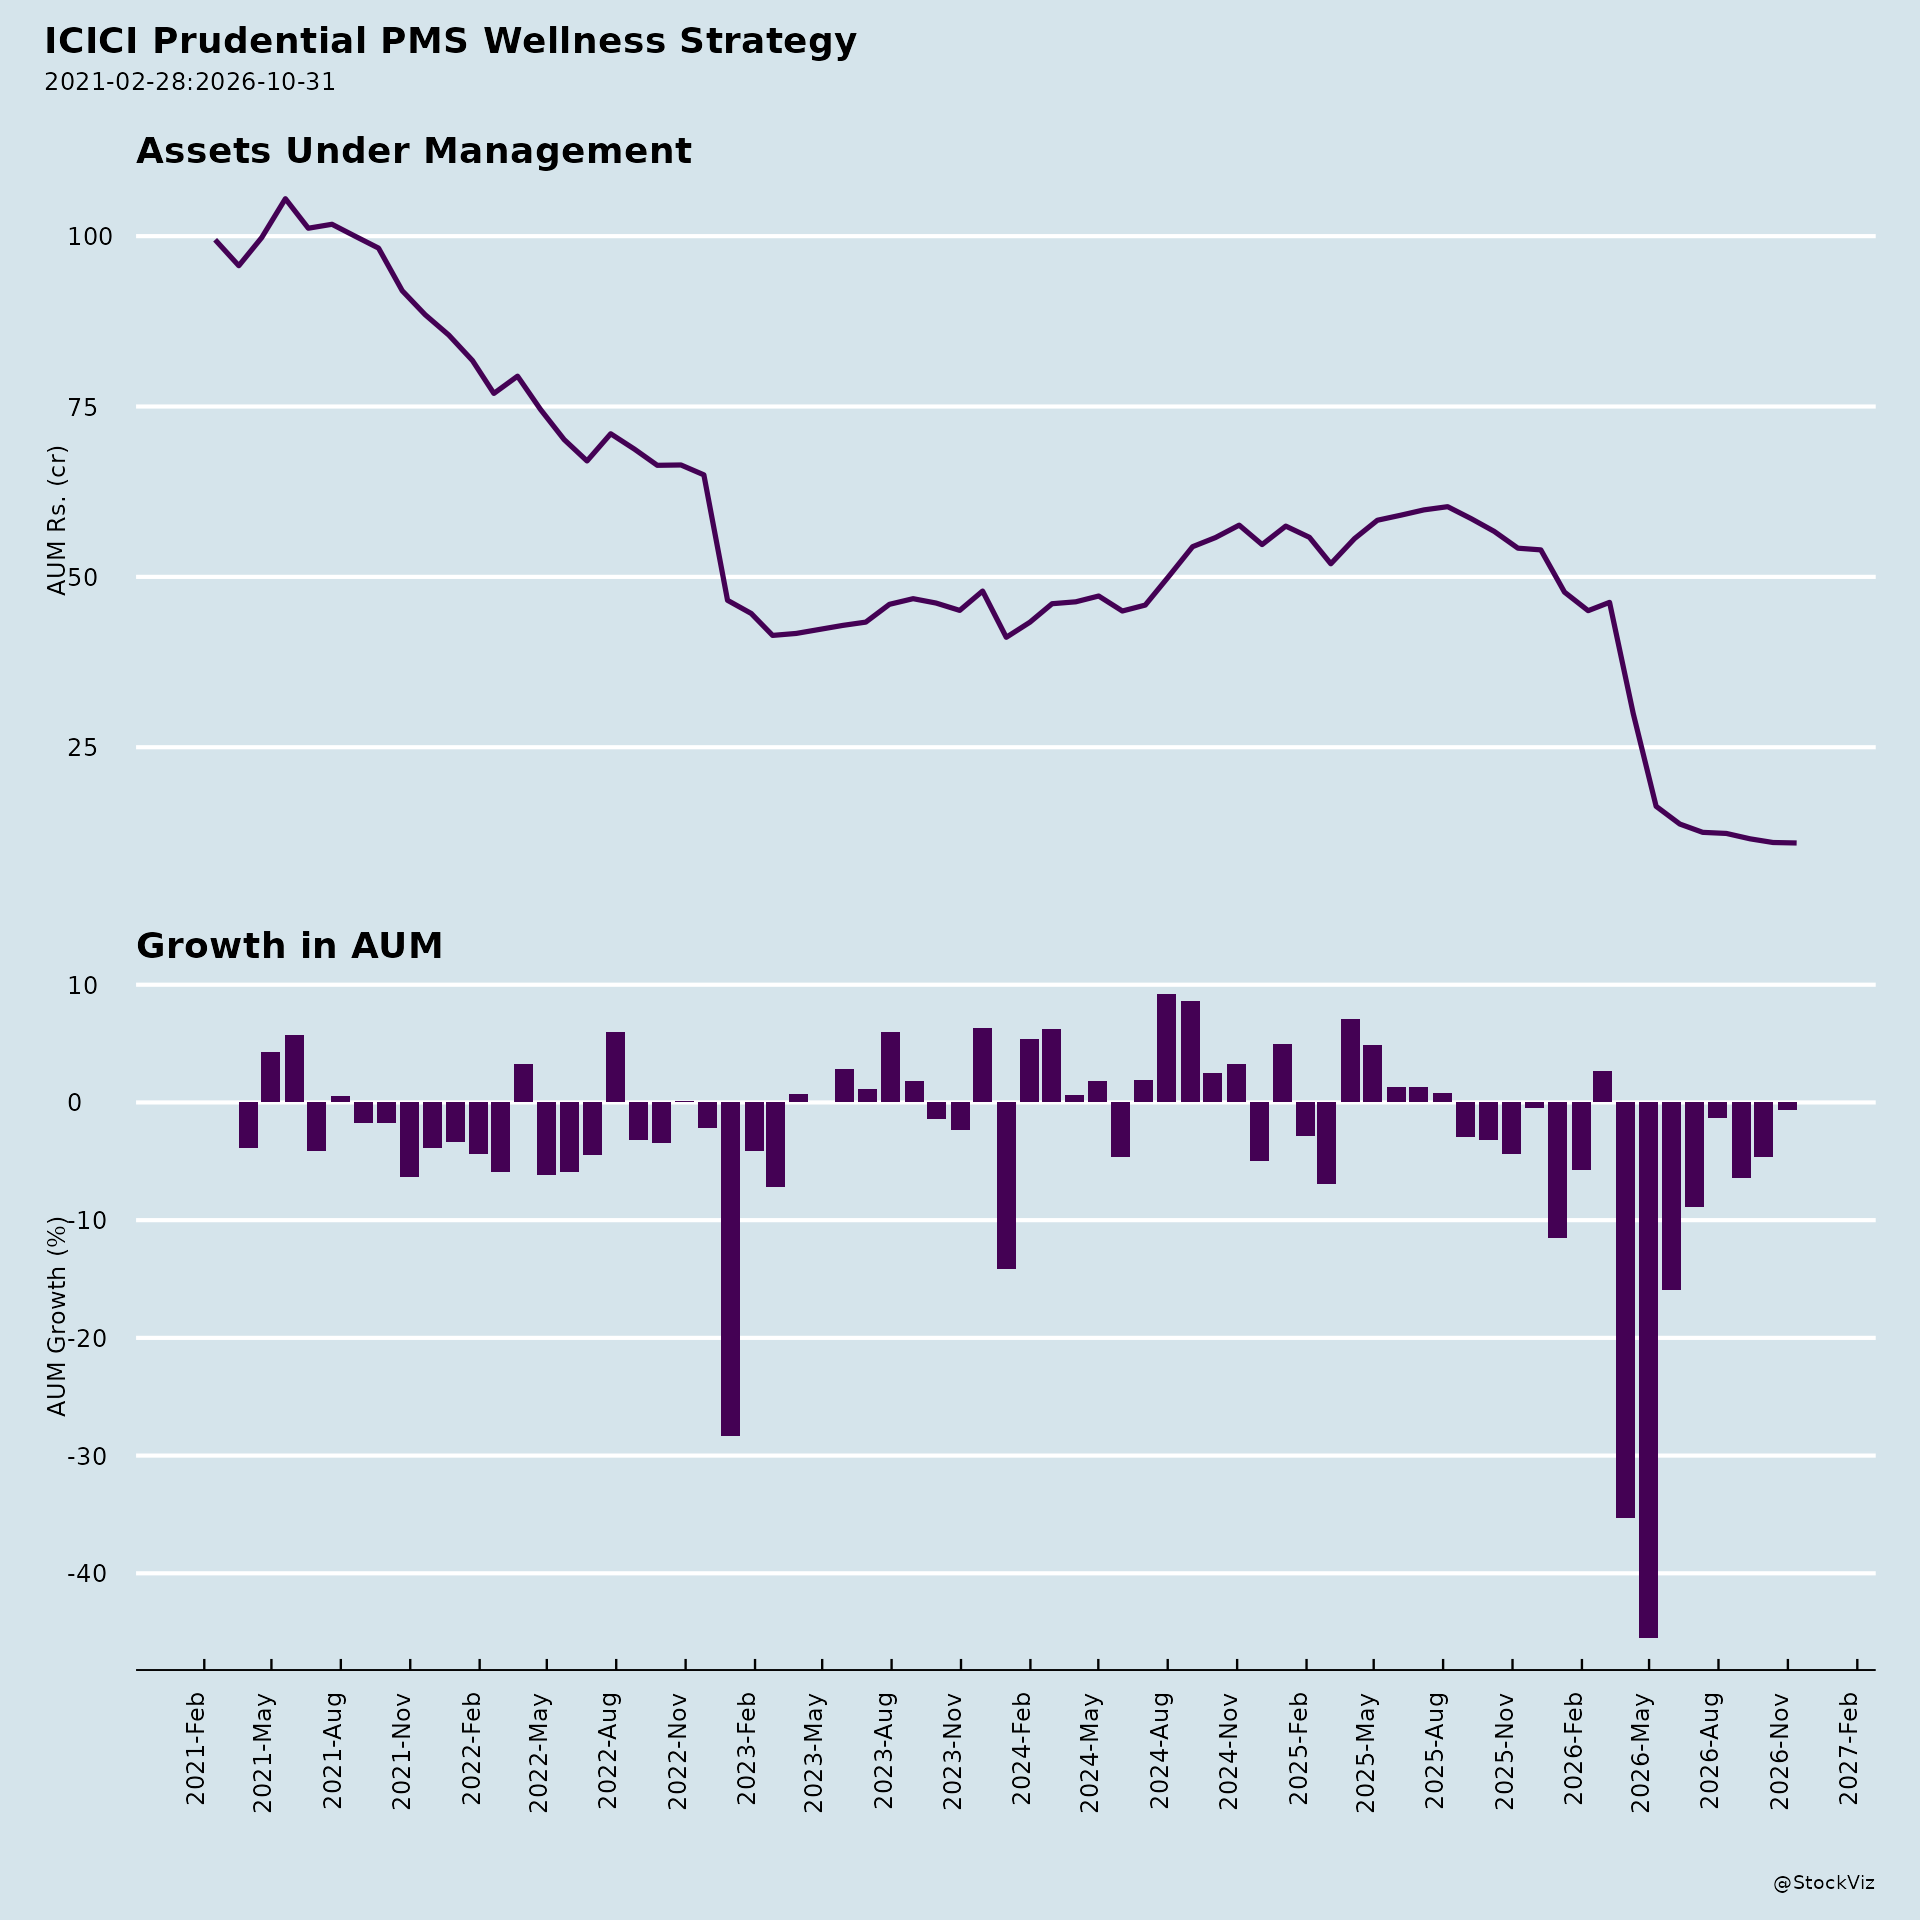 ICICI Prudential PMS Wellness Strategy
2021-02-28:2026-10-31
Assets Under Management
AUM Rs. (cr)
100
75
50
25
Growth in AUM
AUM Growth (%)
10
0
-10
-20
-30
-40
2021-Feb
2021-May
2021-Aug
2021-Nov
2022-Feb
2022-May
2022-Aug
2022-Nov
2023-Feb
2023-May
2023-Aug
2023-Nov
2024-Feb
2024-May
2024-Aug
2024-Nov
2025-Feb
2025-May
2025-Aug
2025-Nov
2026-Feb
2026-May
2026-Aug
2026-Nov
2027-Feb
@StockViz